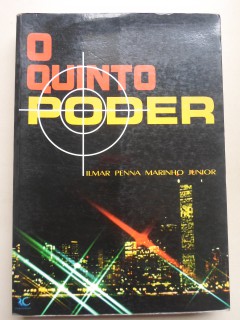 O
QUINTO
PODER
ILMAR PENNA MARINHO JUNIOR